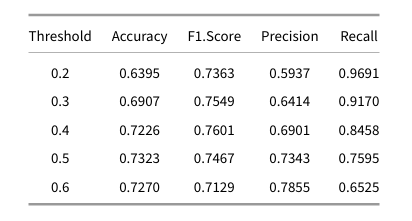 Threshold Accuracy F1.Score Precision Recall
0.2 0.6395 0.7363 0.5937 0.9691
0.3 0.6907 0.7549 0.6414 0.9170
0.4 0.7226 0.7601 0.6901 0.8458
0.5 0.7323 0.7467 0.7343 0.7595
0.6 0.7270 0.7129 0.7855 0.6525